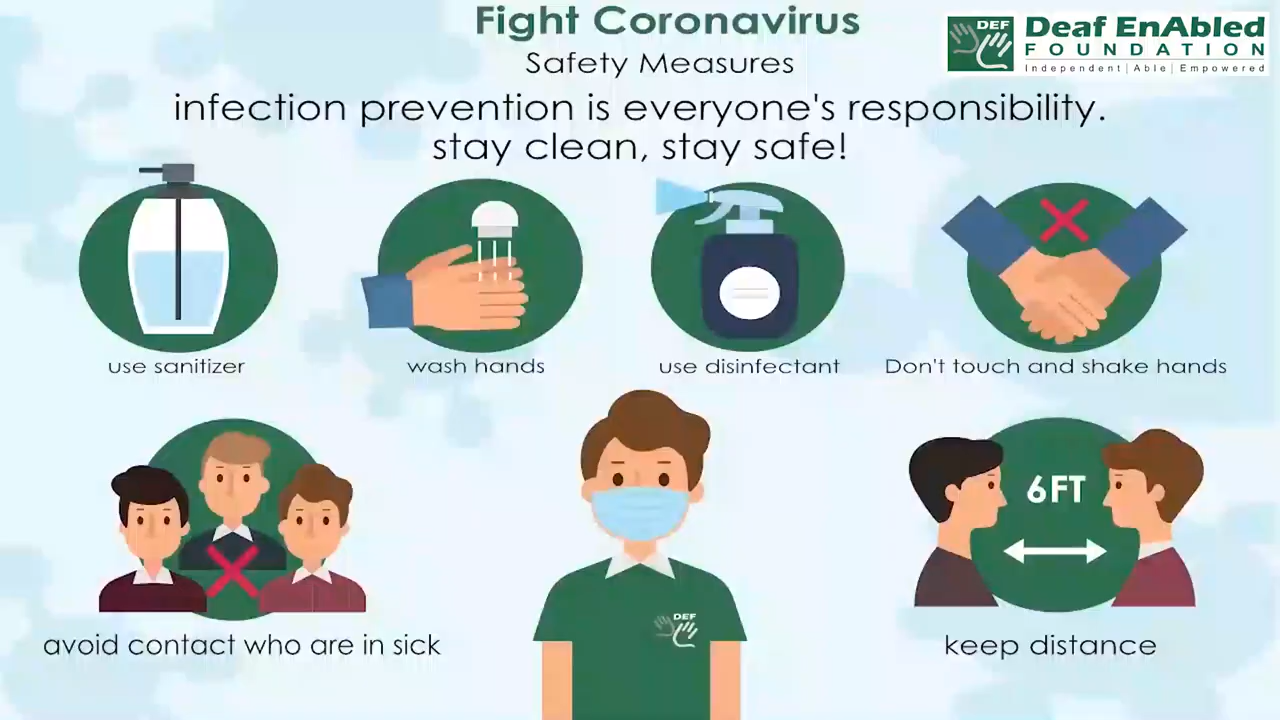 Fight Coronavirus
Safety Measures
infection prevention is everyone's responsibility.
stay clean, stay safe!
DEF
Deaf EnAbled
FOUNDATION
Independent | Able | Empowered
use sanitizer
wash hands
use disinfectant
Don't touch and shake hands
6FT
DEF
avoid contact who are in sick
keep distance